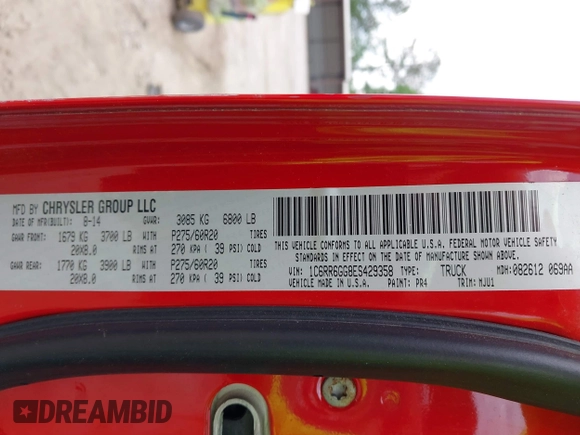 MFD BY CHRYSLER GROUP LLC
DATE OF MFR(BUILT): 8-14 GVWR: 3085 KG 6800 LB
GAWR FRONT: 1679 KG 3700 LB WITH P275/60R20
20X8.0 RIMS AT 270 KPA ( 39 PSI) COLD
GAWR REAR: 1770 KG 3900 LB WITH P275/60R20
20X8.0 RIMS AT 270 KPA ( 39 PSI) COLD
THIS VEHICLE CONFORMS TO ALL APPLICABLE U.S.A. FEDERAL MOTOR VEHICLE SAFETY
STANDARDS IN EFFECT ON THE DATE OF MANUFACTURE SHOWN ABOVE.
VIN: 1C6RR6GG8ES429358 TYPE: TRUCK MDH: 082612 069AA
VEHICLE MADE IN U.S.A. PAINT: PR4 TRIM: MJU1
DREAMBID